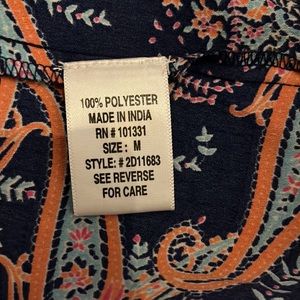 100% POLYESTER
MADE IN INDIA
RN # 101331
SIZE : M
STYLE: # 2D11683
SEE REVERSE
FOR CARE